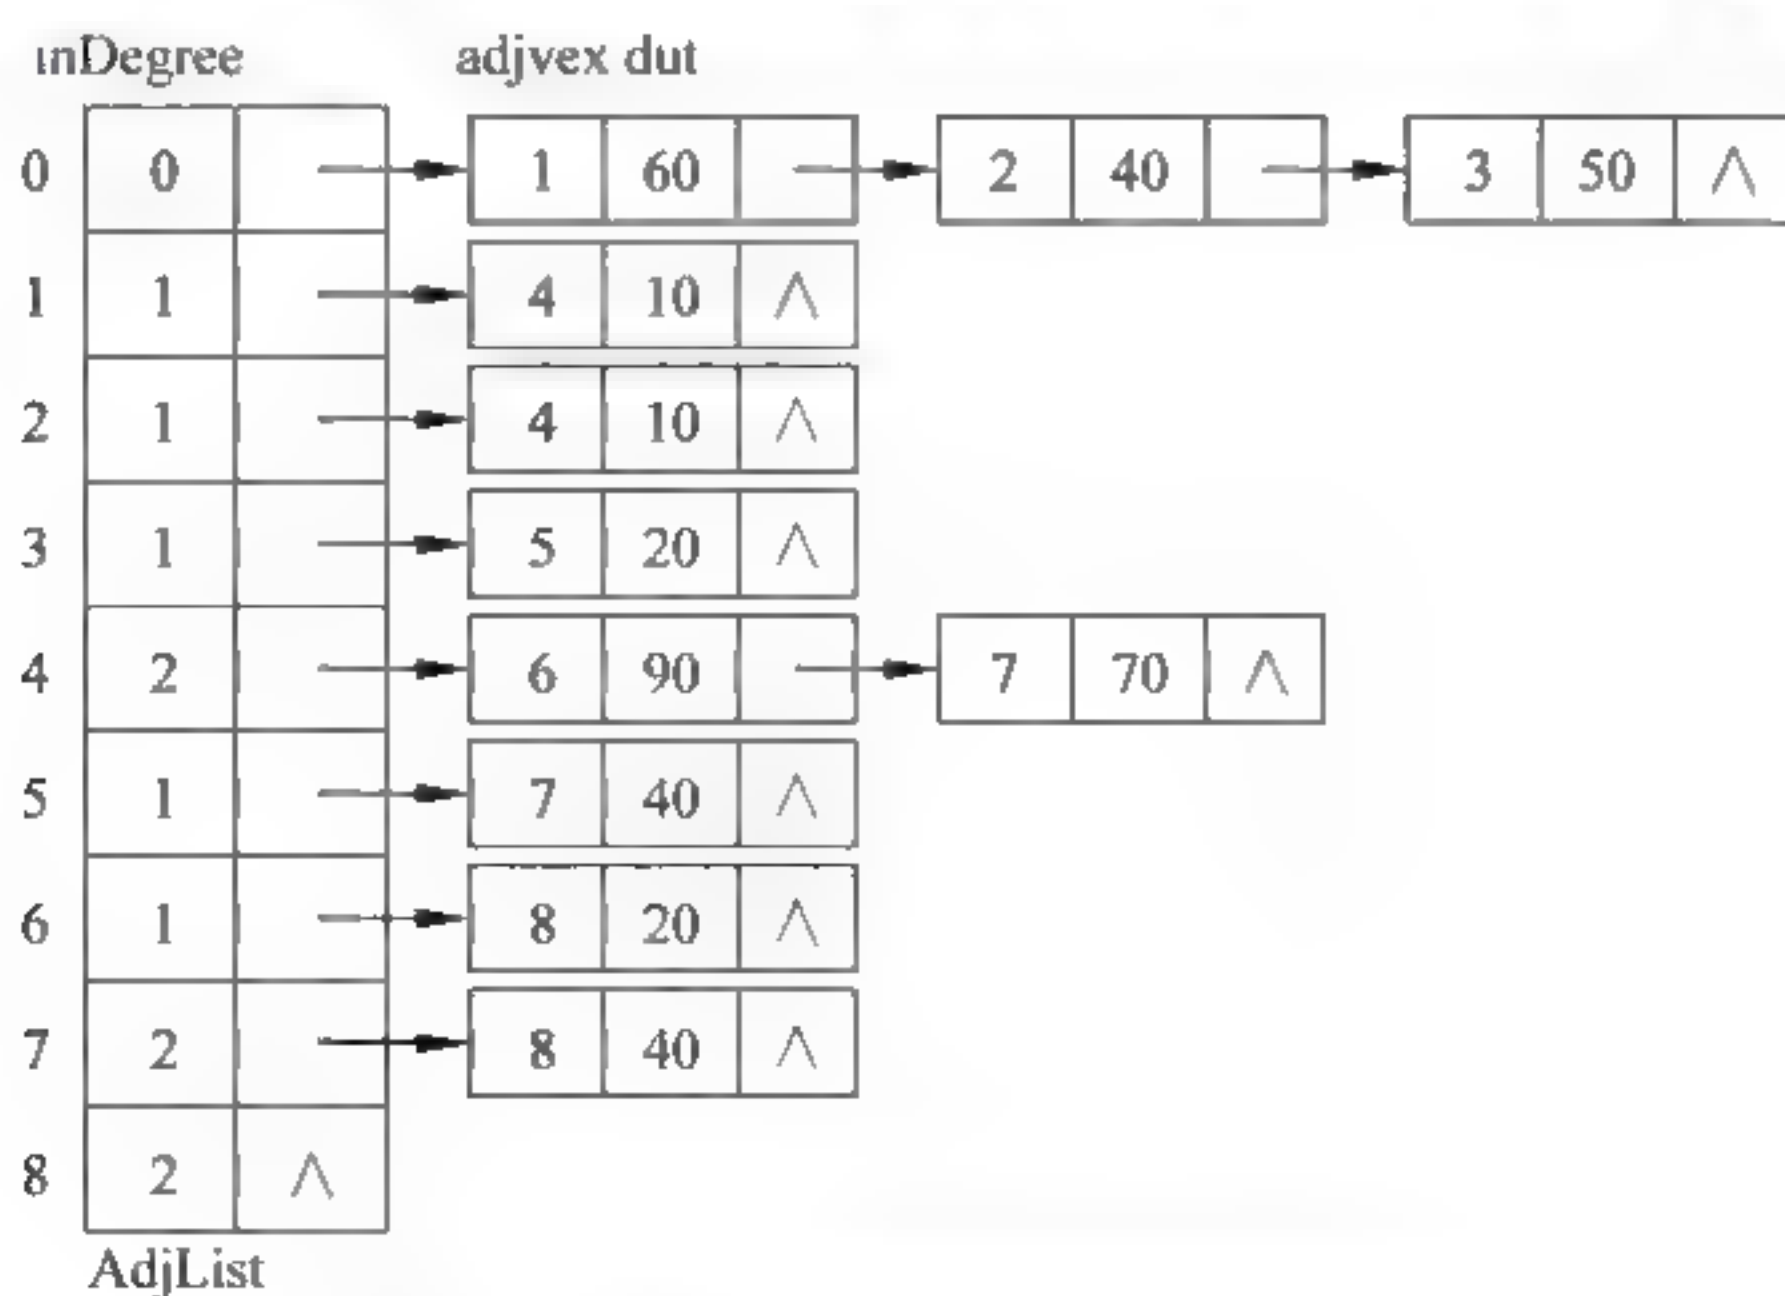 inDegree adjvex dut
0 0 1 60 2 40 3 50 ∧
1 1 4 10 ∧
2 1 4 10 ∧
3 1 5 20 ∧
4 2 6 90 7 70 ∧
5 1 7 40 ∧
6 1 8 20 ∧
7 2 8 40 ∧
8 2 ∧
AdjList